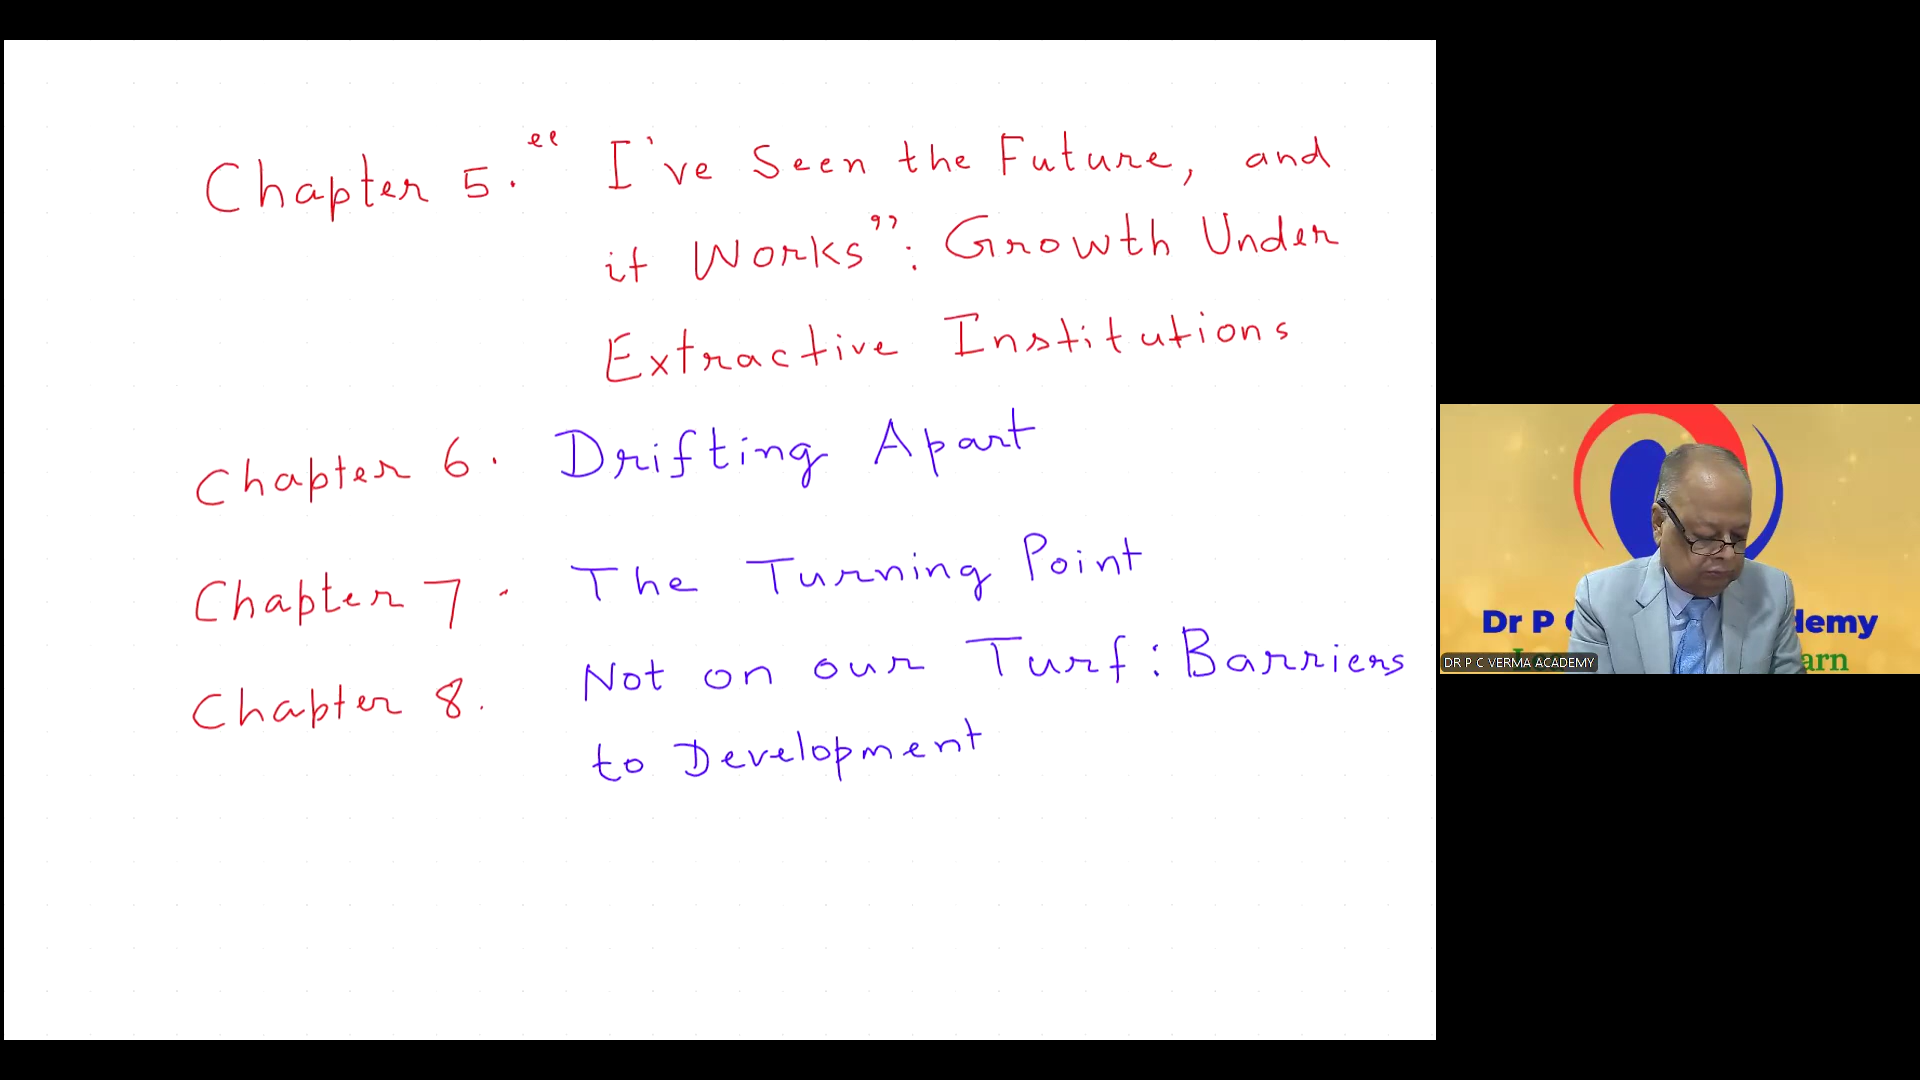 Chapter 5. “ I've Seen the Future, and
it Works”: Growth Under
Extractive Institutions
Chapter 6. Drifting Apart
Chapter 7. The Turning Point
Chapter 8. Not on our Turf: Barriers
to Development
Dr P C demy
DR P C VERMA ACADEMY
arn